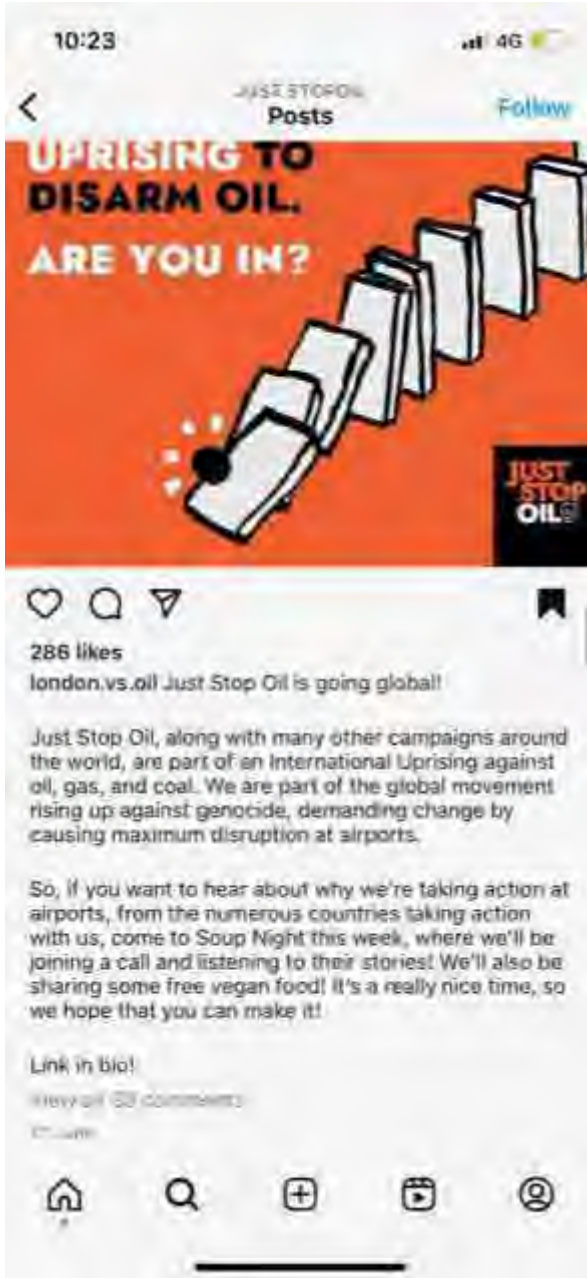 10:23
4G
JUST STOPOIL
Posts
Follow
UPRISING TO
DISARM OIL.
ARE YOU IN?
JUST
STOP
OIL
286 likes
london.vs.oil Just Stop Oil is going global!
Just Stop Oil, along with many other campaigns around
the world, are part of an International Uprising against
oil, gas, and coal. We are part of the global movement
rising up against genocide, demanding change by
causing maximum disruption at airports.
So, if you want to hear about why we're taking action at
airports, from the numerous countries taking action
with us, come to Soup Night this week, where we'll be
joining a call and listening to their stories! We'll also be
sharing some free vegan food! It's a really nice time, so
we hope that you can make it!
Link in bio!
View all comments